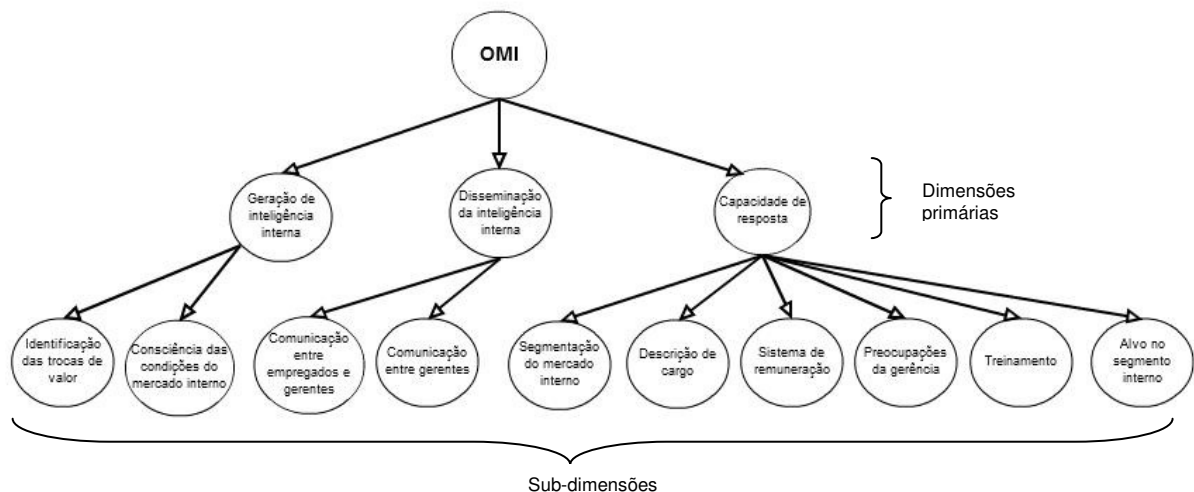 OMI
Geração de
inteligência
interna
Disseminação
da inteligência
interna
Capacidade de
resposta
Dimensões
primárias
Identificação
das trocas de
valor
Consciência das
condições do
mercado interno
Comunicação
entre
empregados e
gerentes
Comunicação
entre gerentes
Segmentação
do mercado
interno
Descrição de
cargo
Sistema de
remuneração
Preocupações
da gerência
Treinamento
Alvo no
segmento
interno
Sub-dimensões